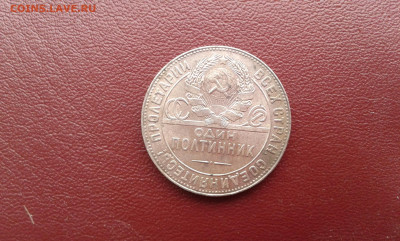 COINS.LAVE.RU
ПРОЛЕТАРИИ ВСЕХ СТРАН СОЕДИНЯЙТЕСЬ
ОДИН
ПОЛТИННИК